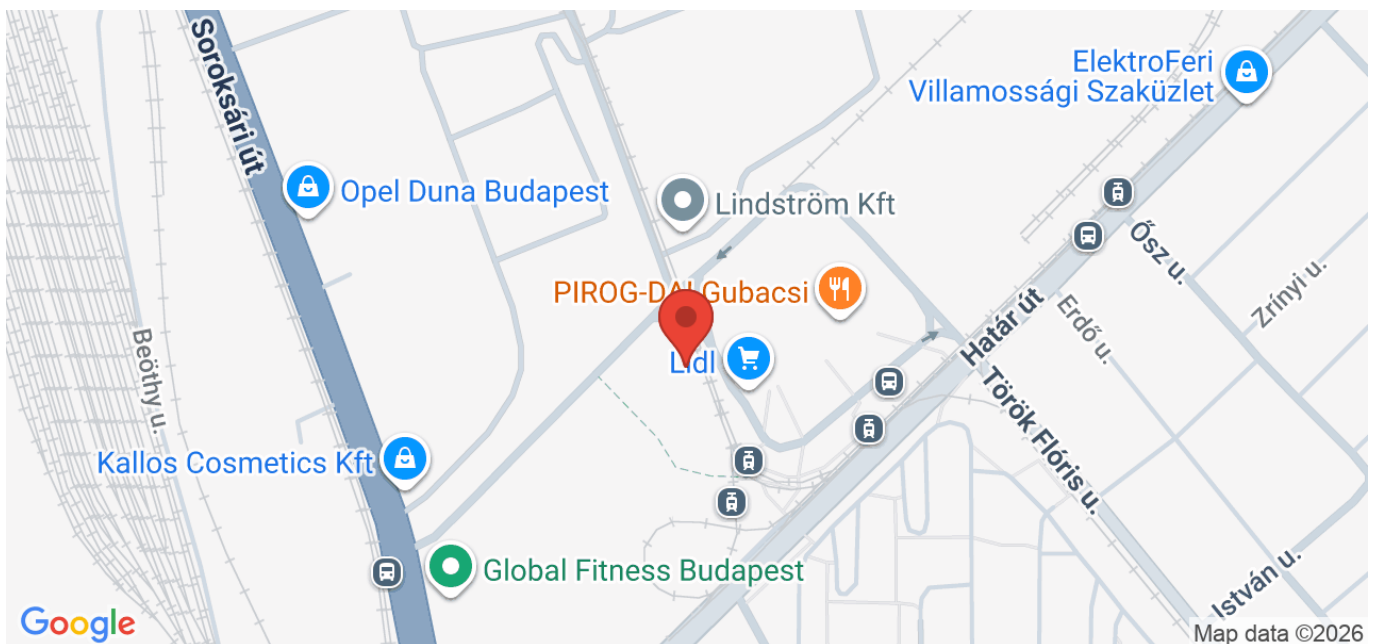 Soroksári út
ElektroFeri
Villamossági Szaküzlet
Opel Duna Budapest
Lindström Kft
Ősz u.
Zrínyi u.
PIROG-DAL Gubacsi
Erdő u.
Határ út
Beöthy u.
Lidl
Török Flóris u.
Kallos Cosmetics Kft
Global Fitness Budapest
István u.
Google
Map data ©2026